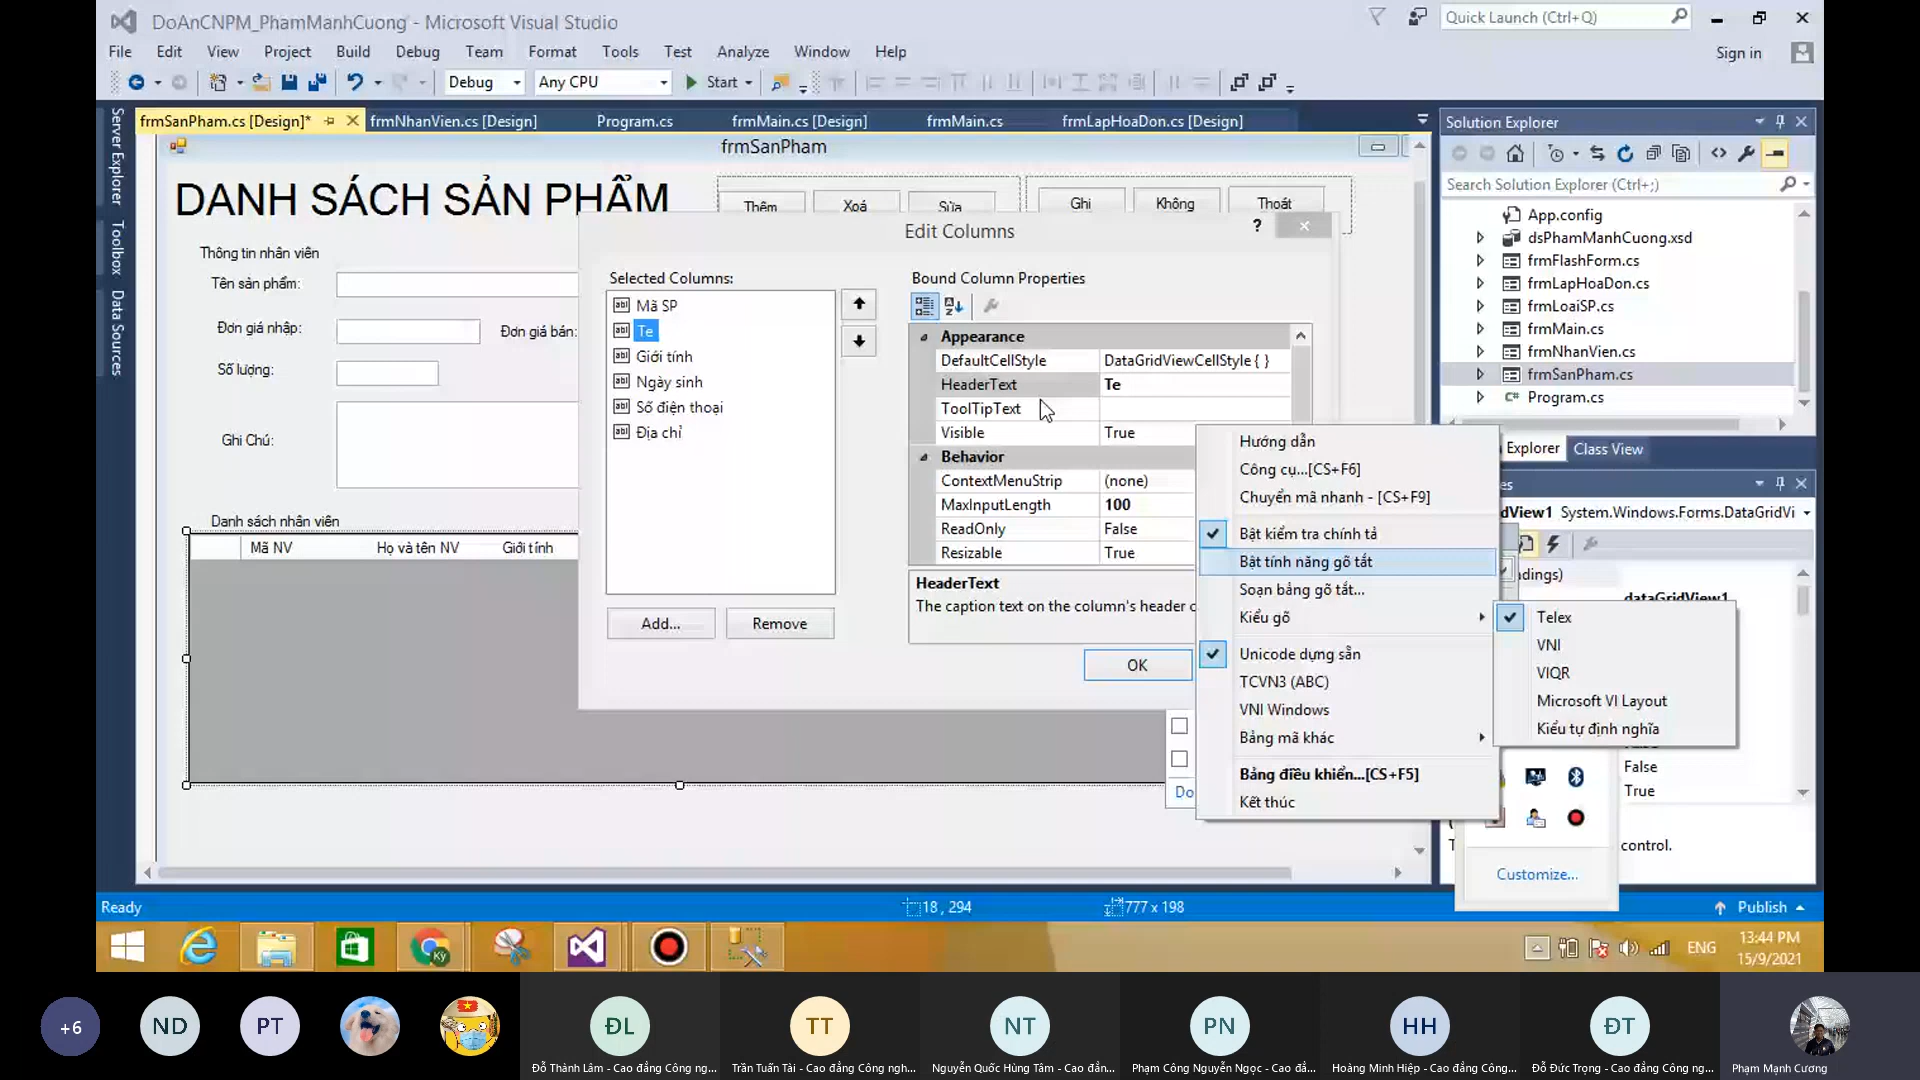 DoAnCNPM_PhamManhCuong - Microsoft Visual Studio
Quick Launch (Ctrl+Q)
File Edit View Project Build Debug Team Format Tools Test Analyze Window Help
Sign in
Debug Any CPU Start
Server Explorer
Toolbox
Data Sources
frmSanPham.cs [Design]* frmNhanVien.cs [Design] Program.cs frmMain.cs [Design] frmMain.cs frmLapHoaDon.cs [Design]
frmSanPham
DANH SÁCH SẢN PHẨM
Thêm Xoá Sửa Ghi Không Thoát
Thông tin nhân viên
Tên sản phẩm:
Đơn giá nhập:
Đơn giá bán:
Số lượng:
Ghi Chú:
Danh sách nhân viên
Mã NV Họ và tên NV Giới tính
Edit Columns
?
Selected Columns:
Mã SP
Te
Giới tính
Ngày sinh
Số điện thoại
Địa chỉ
Add... Remove
Bound Column Properties
Appearance
DefaultCellStyle DataGridViewCellStyle { }
HeaderText Te
ToolTipText
Visible True
Behavior
ContextMenuStrip (none)
MaxInputLength 100
ReadOnly False
Resizable True
HeaderText
The caption text on the column's header c
OK
Do
Hướng dẫn
Công cụ...[CS+F6]
Chuyển mã nhanh - [CS+F9]
Bật kiểm tra chính tả
Bật tính năng gõ tắt
Soạn bảng gõ tắt...
Kiểu gõ
Unicode dựng sẵn
TCVN3 (ABC)
VNI Windows
Bảng mã khác
Bảng điều khiển...[CS+F5]
Kết thúc
Telex
VNI
VIQR
Microsoft VI Layout
Kiểu tự định nghĩa
Solution Explorer
Search Solution Explorer (Ctrl+;)
App.config
dsPhamManhCuong.xsd
frmFlashForm.cs
frmLapHoaDon.cs
frmLoaiSP.cs
frmMain.cs
frmNhanVien.cs
frmSanPham.cs
Program.cs
Explorer Class View
es
dView1 System.Windows.Forms.DataGridVi
dings)
dataGridView1
False
True
control.
Customize...
Ready
18 , 294
777 x 198
Publish
ENG
13:44 PM
15/9/2021
+6
ND
PT
ĐL
TT
NT
PN
HH
ĐT
Đỗ Thành Lâm - Cao đẳng Công ng...
Trần Tuấn Tài - Cao đẳng Công ngh...
Nguyễn Quốc Hùng Tâm - Cao đẳn...
Phạm Công Nguyễn Ngọc - Cao đẳ...
Hoàng Minh Hiệp - Cao đẳng Công...
Đỗ Đức Trọng - Cao đẳng Công ng...
Phạm Mạnh Cương